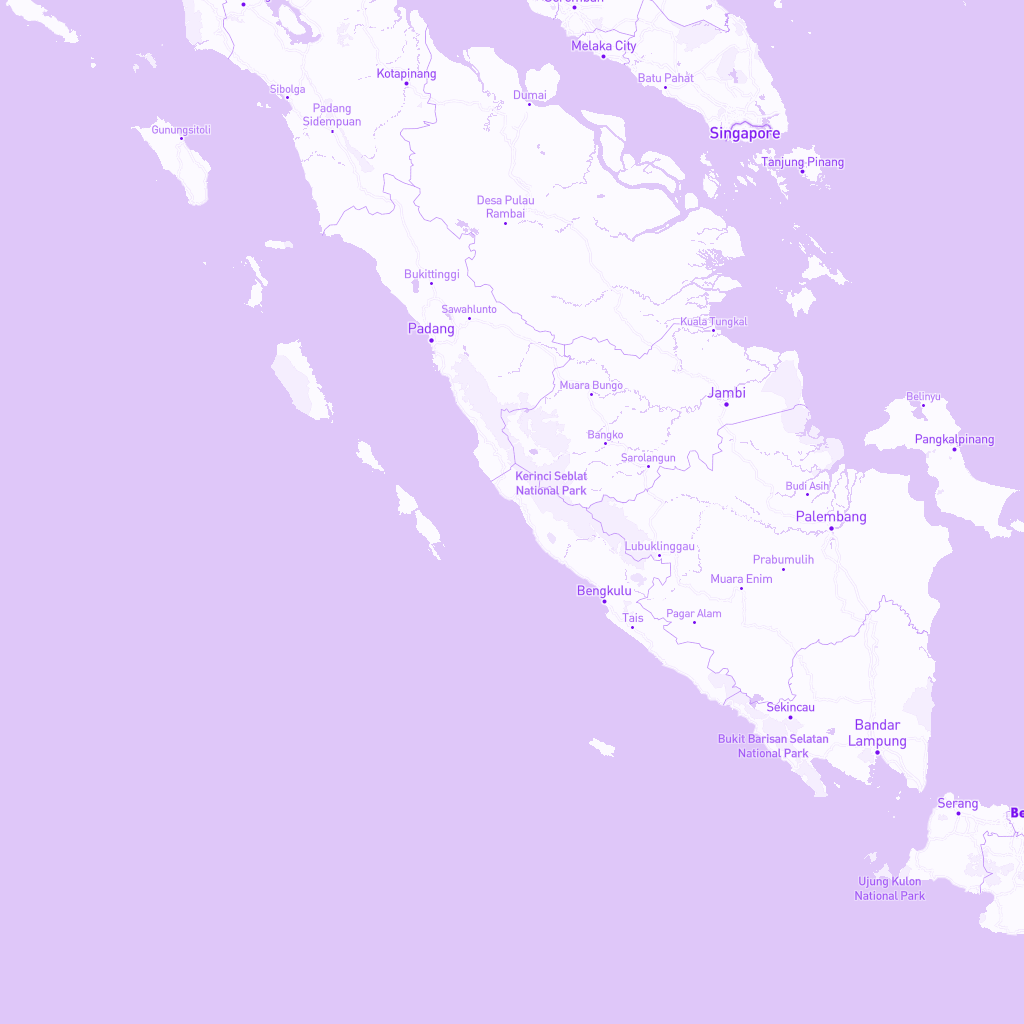 Melaka City
Kotapinang
Batu Pahat
Sibolga
Dumai
Padang
Sidempuan
Gunungsitoli
Singapore
Tanjung Pinang
Desa Pulau
Rambai
Bukittinggi
Sawahlunto
Padang
Kuala Tungkal
Muara Bungo
Jambi
Belinyu
Bangko
Pangkalpinang
Sarolangun
Kerinci Seblat
National Park
Budi Asih
Palembang
Lubuklinggau
Prabumulih
Muara Enim
Bengkulu
Tais
Pagar Alam
Sekincau
Bandar
Lampung
Bukit Barisan Selatan
National Park
Serang
Be
Ujung Kulon
National Park